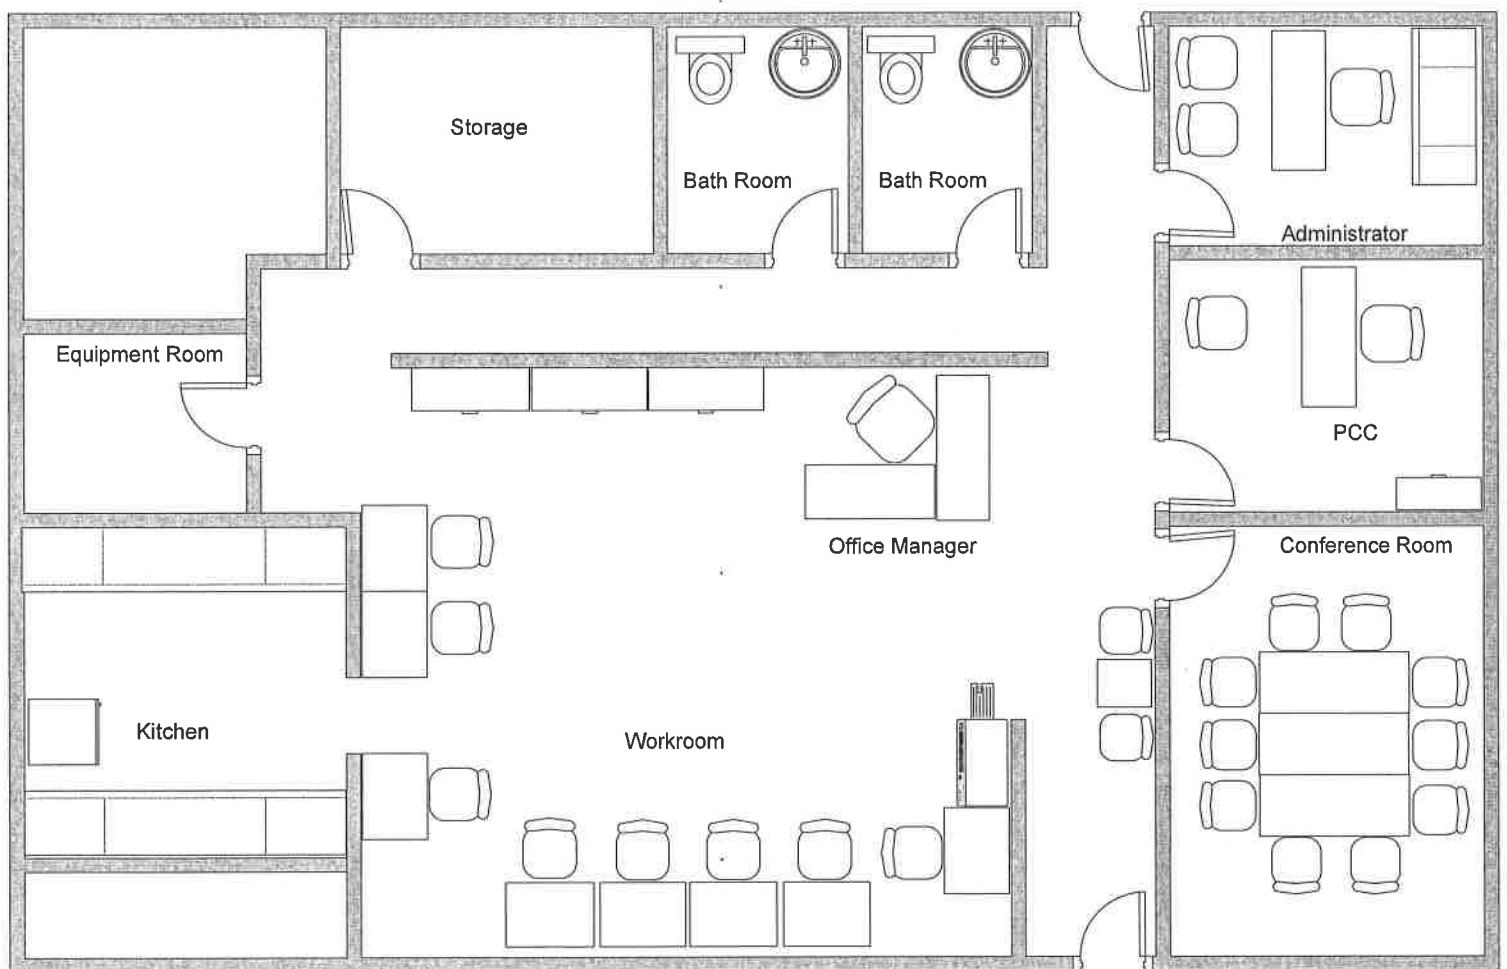 Storage
Bath Room
Bath Room
Administrator
Equipment Room
PCC
Office Manager
Conference Room
Kitchen
Workroom